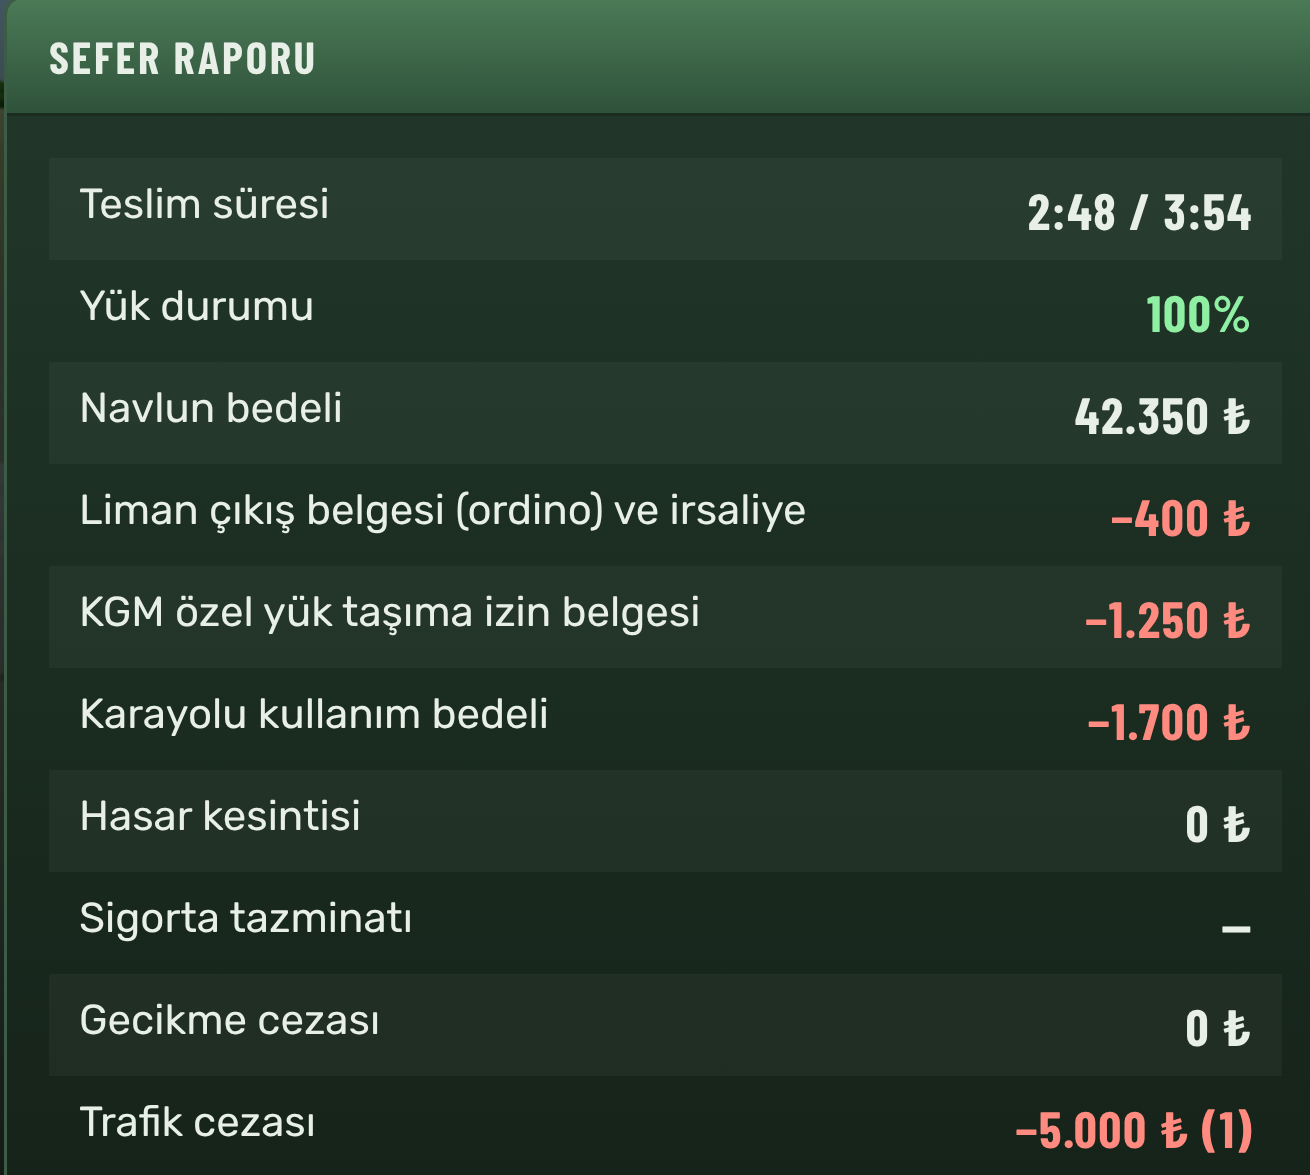 SEFER RAPORU
Teslim süresi 2:48 / 3:54
Yük durumu 100%
Navlun bedeli 42.350 ₺
Liman çıkış belgesi (ordino) ve irsaliye −400 ₺
KGM özel yük taşıma izin belgesi −1.250 ₺
Karayolu kullanım bedeli −1.700 ₺
Hasar kesintisi 0 ₺
Sigorta tazminatı —
Gecikme cezası 0 ₺
Trafik cezası −5.000 ₺ (1)